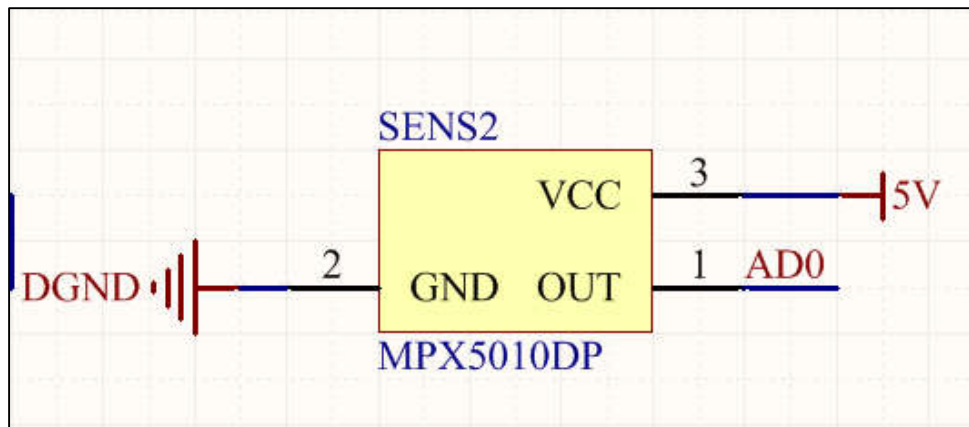 SENS2
VCC 3 5V
DGND 2 GND OUT 1 AD0
MPX5010DP